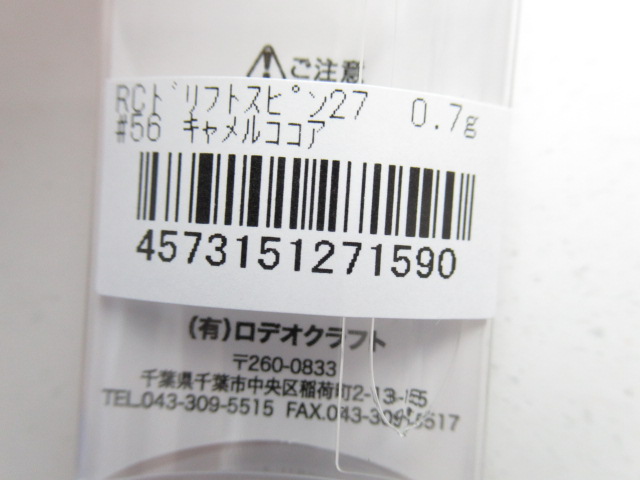 ご注意
RCドリフトスピン27 0.7g
#56 キャメルココア
4573151271590
(有)ロデオクラフト
〒260-0833
千葉県千葉市中央区稲荷町2-13-15
TEL.043-309-5515 FAX.043-309-5517